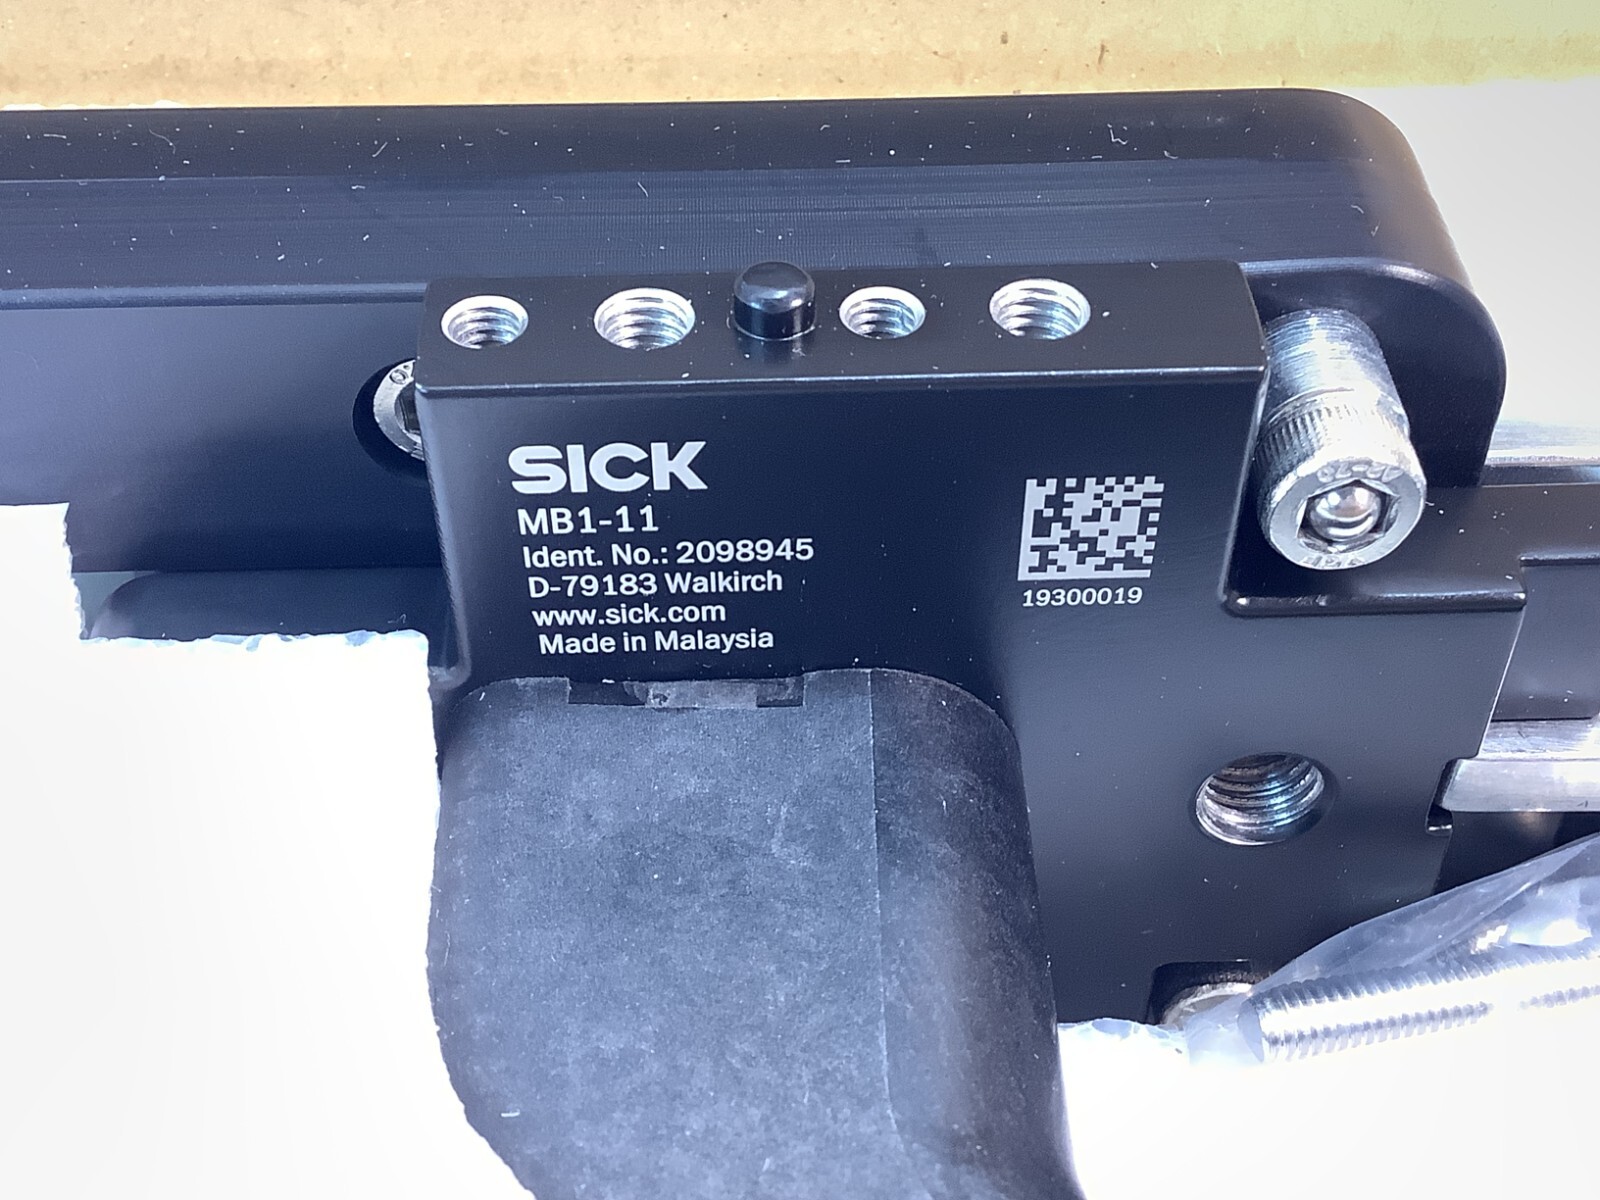 SICK
MB1-11
Ident. No.: 2098945
D-79183 Walkirch
www.sick.com
Made in Malaysia
19300019